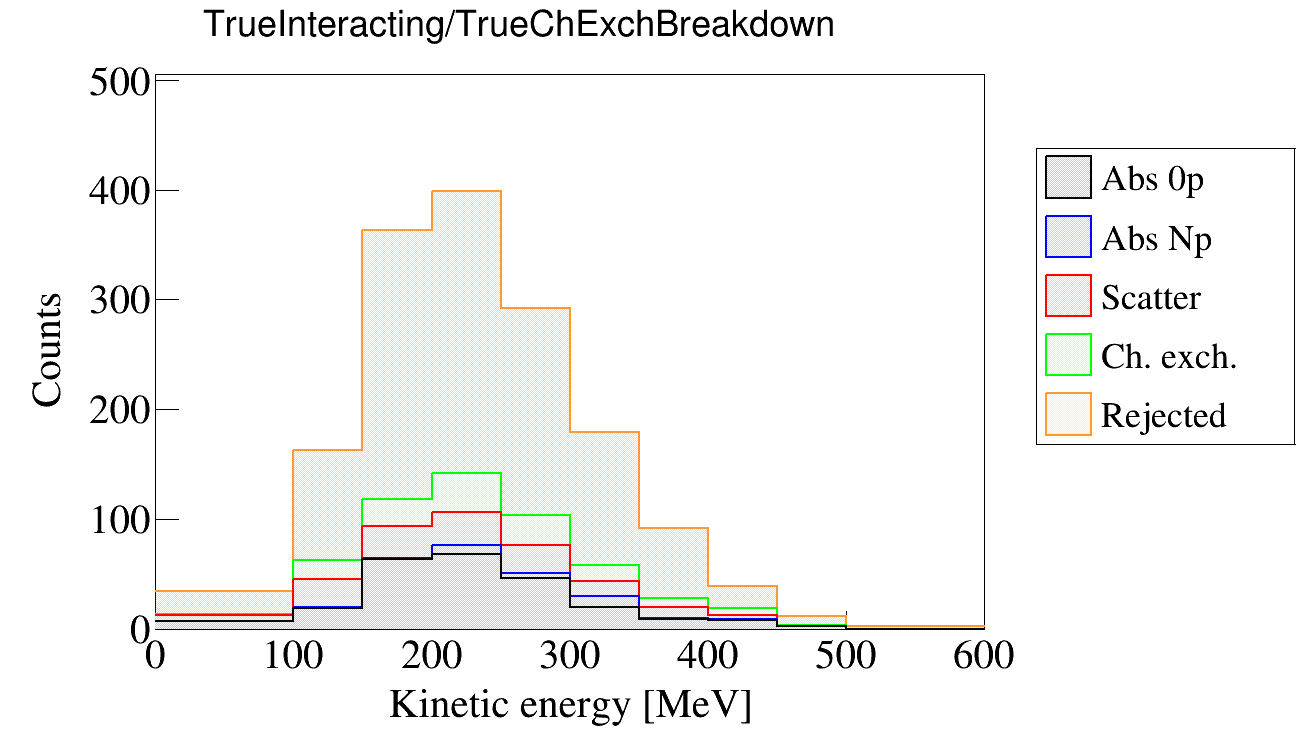 TrueInteracting/TrueChExchBreakdown
500
400
300
200
100
0
Counts
0 100 200 300 400 500 600
Kinetic energy [MeV]
Abs 0p
Abs Np
Scatter
Ch. exch.
Rejected